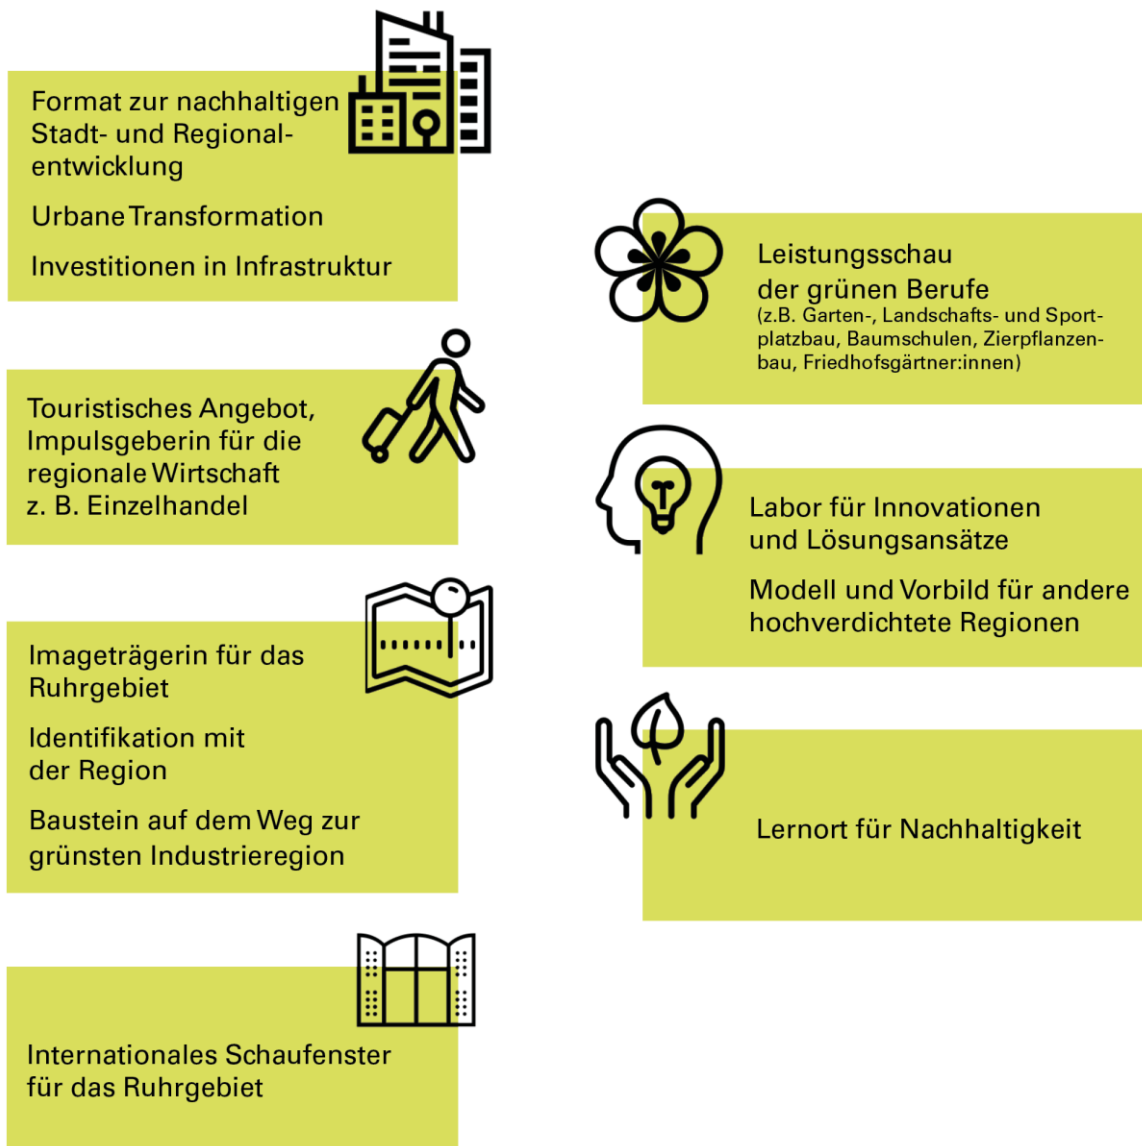 Format zur nachhaltigen
Stadt- und Regional-
entwicklung
Urbane Transformation
Investitionen in Infrastruktur
Touristisches Angebot,
Impulsgeberin für die
regionale Wirtschaft
z. B. Einzelhandel
Imageträgerin für das
Ruhrgebiet
Identifikation mit
der Region
Baustein auf dem Weg zur
grünsten Industrieregion
Internationales Schaufenster
für das Ruhrgebiet
Leistungsschau
der grünen Berufe
(z.B. Garten-, Landschafts- und Sport-
platzbau, Baumschulen, Zierpflanzen-
bau, Friedhofsgärtner:innen)
Labor für Innovationen
und Lösungsansätze
Modell und Vorbild für andere
hochverdichtete Regionen
Lernort für Nachhaltigkeit